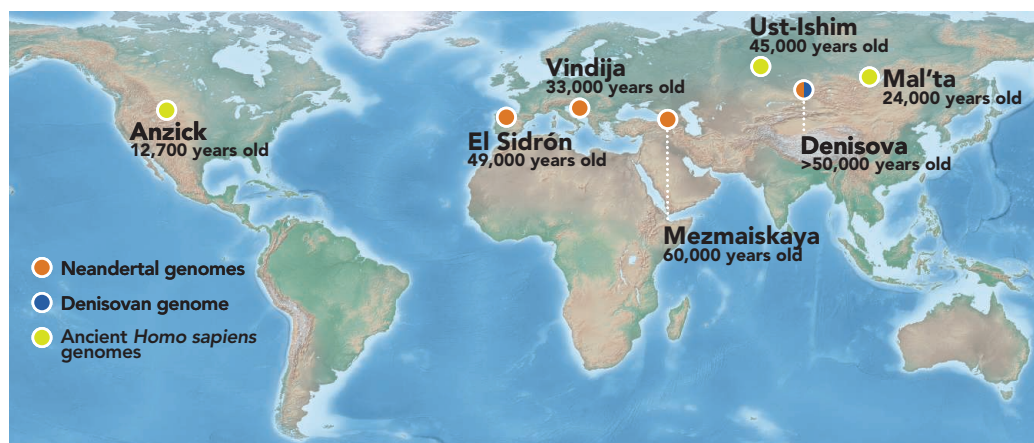 Ust-Ishim
45,000 years old
Vindija
33,000 years old
Mal’ta
24,000 years old
Anzick
12,700 years old
El Sidrón
49,000 years old
Denisova
>50,000 years old
Mezmaiskaya
60,000 years old
Neandertal genomes
Denisovan genome
Ancient Homo sapiens
genomes